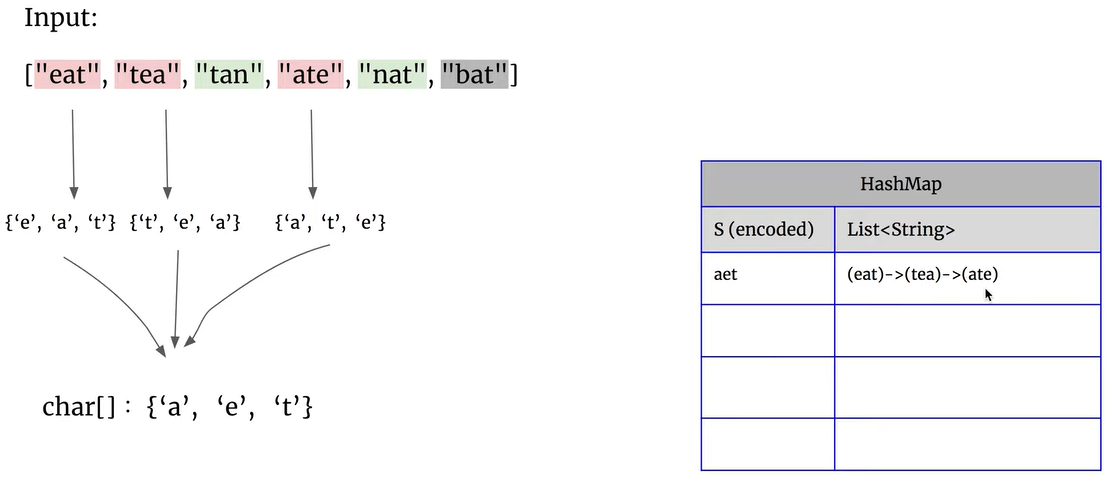 Input:
["eat", "tea", "tan", "ate", "nat", "bat"]
{‘e’, ‘a’, ‘t’} {‘t’, ‘e’, ‘a’} {‘a’, ‘t’, ‘e’}
char[] : {‘a’, ‘e’, ‘t’}
HashMap
S (encoded) List<String>
aet (eat)->(tea)->(ate)